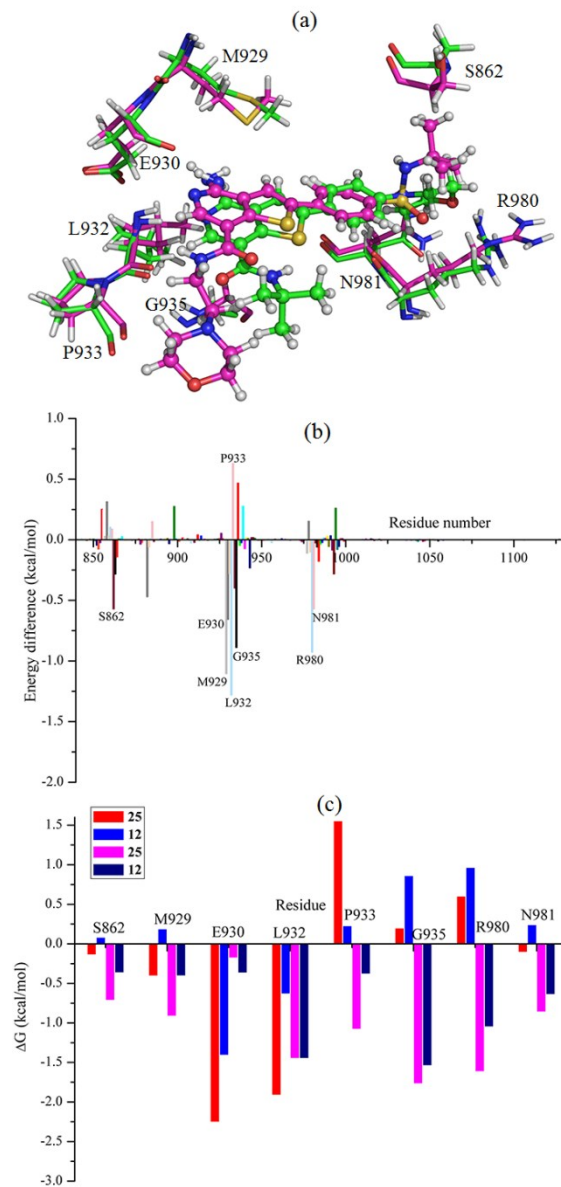 (a)
M929
S862
E930
R980
L932
N981
G935
P933
(b)
1.0
P933
0.5
Residue number
0.0
850 900 950 1000 1050 1100
Energy difference (kcal/mol)
-0.5
S862
E930
N981
G935
-1.0
M929
R980
L932
-1.5
-2.0
(c)
25
12
25
12
1.5
1.0
0.5
Residue
P933
S862
M929
E930
L932
G935
R980
N981
0.0
ΔG (kcal/mol)
-0.5
-1.0
-1.5
-2.0
-2.5
-3.0